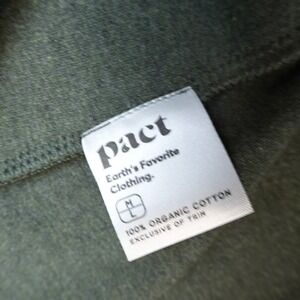 pact
Earth's Favorite
Clothing.
M
L
100% ORGANIC COTTON
EXCLUSIVE OF TRIM